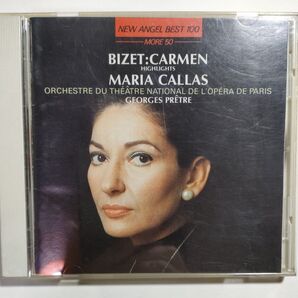 NEW ANGEL BEST 100
MORE 50
BIZET:CARMEN
HIGHLIGHTS
MARIA CALLAS
ORCHESTRE DU THÉÂTRE NATIONAL DE L'OPÉRA DE PARIS
GEORGES PRÊTRE